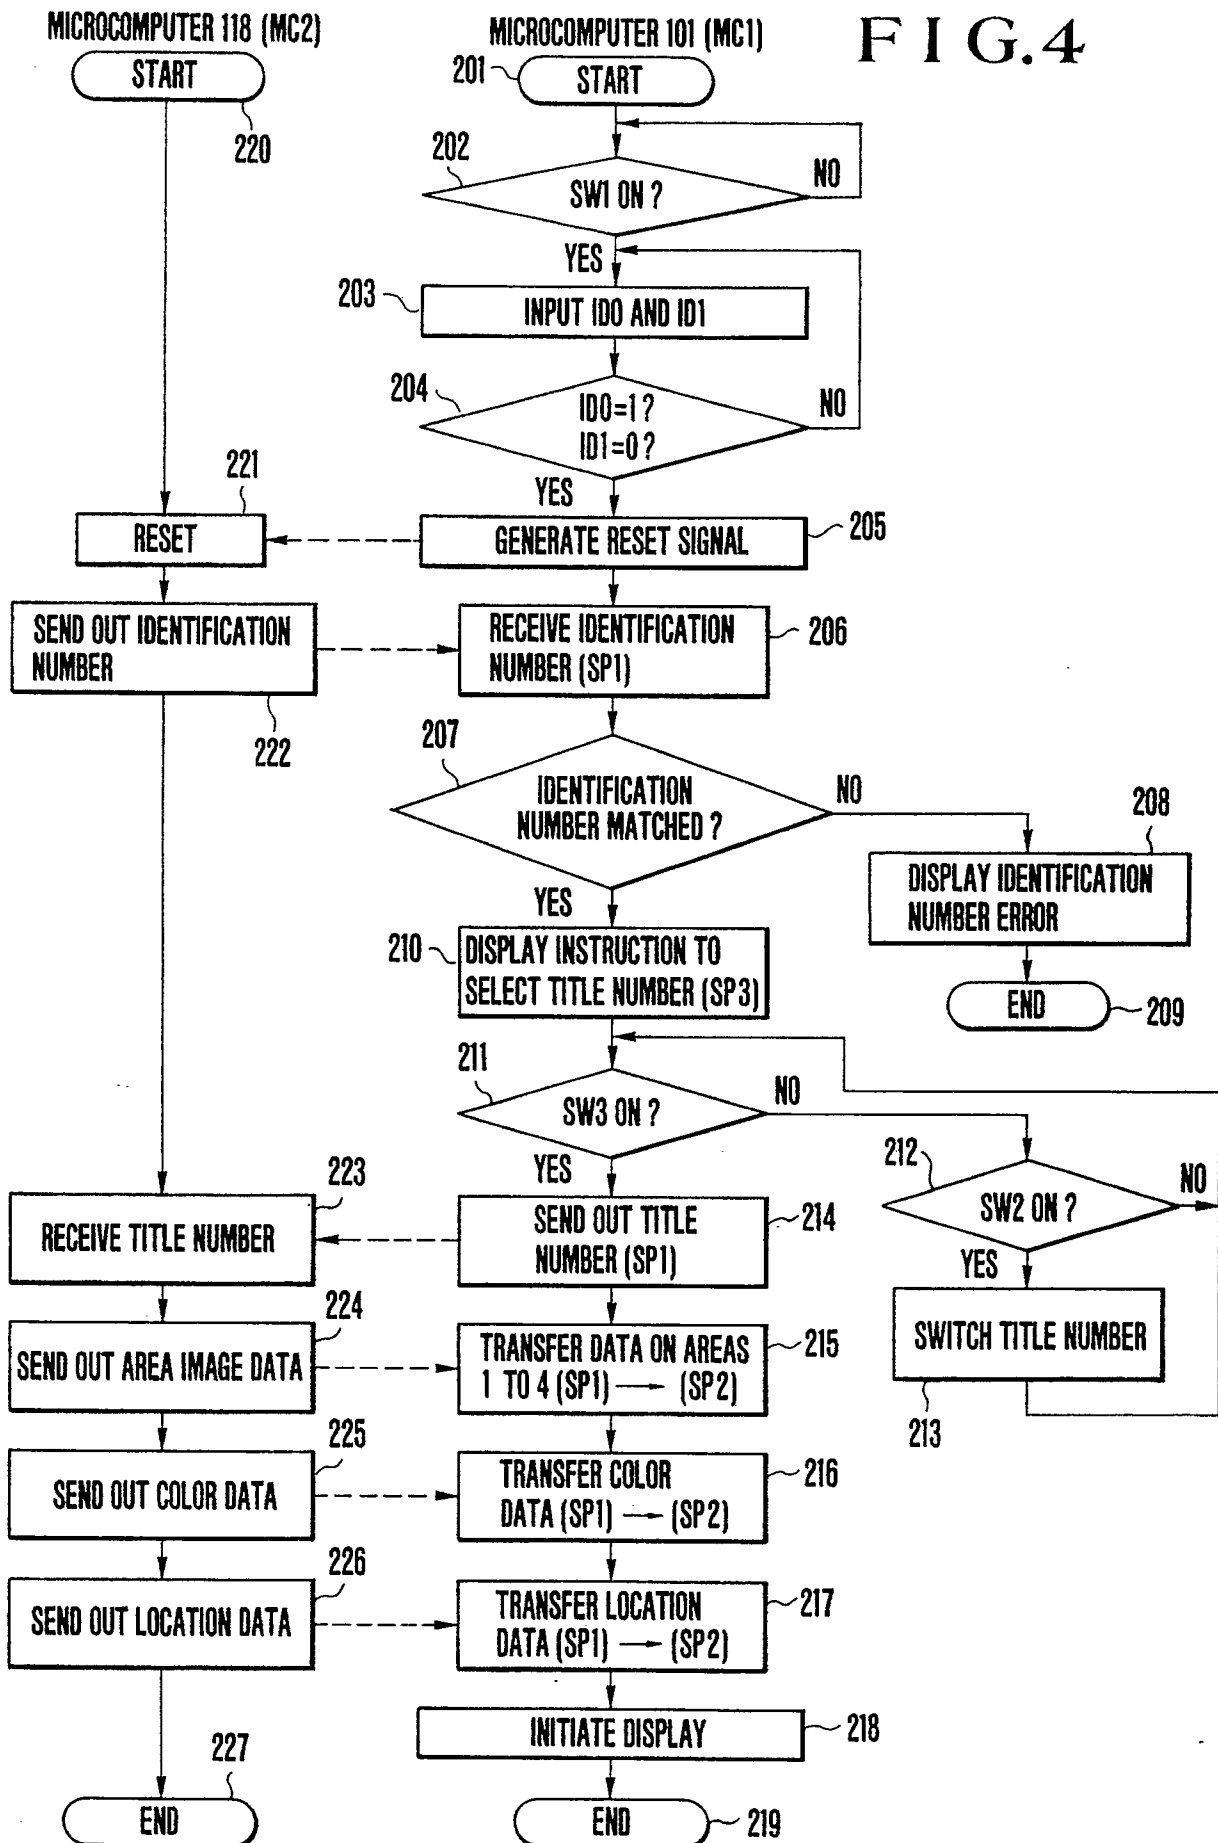 MICROCOMPUTER 118 (MC2)
MICROCOMPUTER 101 (MC1)
FIG.4
START
220
201
START
202
SW1 ON ?
NO
YES
203
INPUT ID0 AND ID1
204
ID0=1 ?
ID1=0 ?
NO
YES
221
RESET
GENERATE RESET SIGNAL
205
SEND OUT IDENTIFICATION
NUMBER
222
RECEIVE IDENTIFICATION
NUMBER (SP1)
206
207
IDENTIFICATION
NUMBER MATCHED ?
NO
YES
208
DISPLAY IDENTIFICATION
NUMBER ERROR
END
209
210
DISPLAY INSTRUCTION TO
SELECT TITLE NUMBER (SP3)
211
SW3 ON ?
NO
YES
212
SW2 ON ?
NO
YES
SWITCH TITLE NUMBER
213
223
RECEIVE TITLE NUMBER
SEND OUT TITLE
NUMBER (SP1)
214
224
SEND OUT AREA IMAGE DATA
TRANSFER DATA ON AREAS
1 TO 4 (SP1) → (SP2)
215
225
SEND OUT COLOR DATA
TRANSFER COLOR
DATA (SP1) → (SP2)
216
226
SEND OUT LOCATION DATA
TRANSFER LOCATION
DATA (SP1) → (SP2)
217
INITIATE DISPLAY
218
227
END
END
219